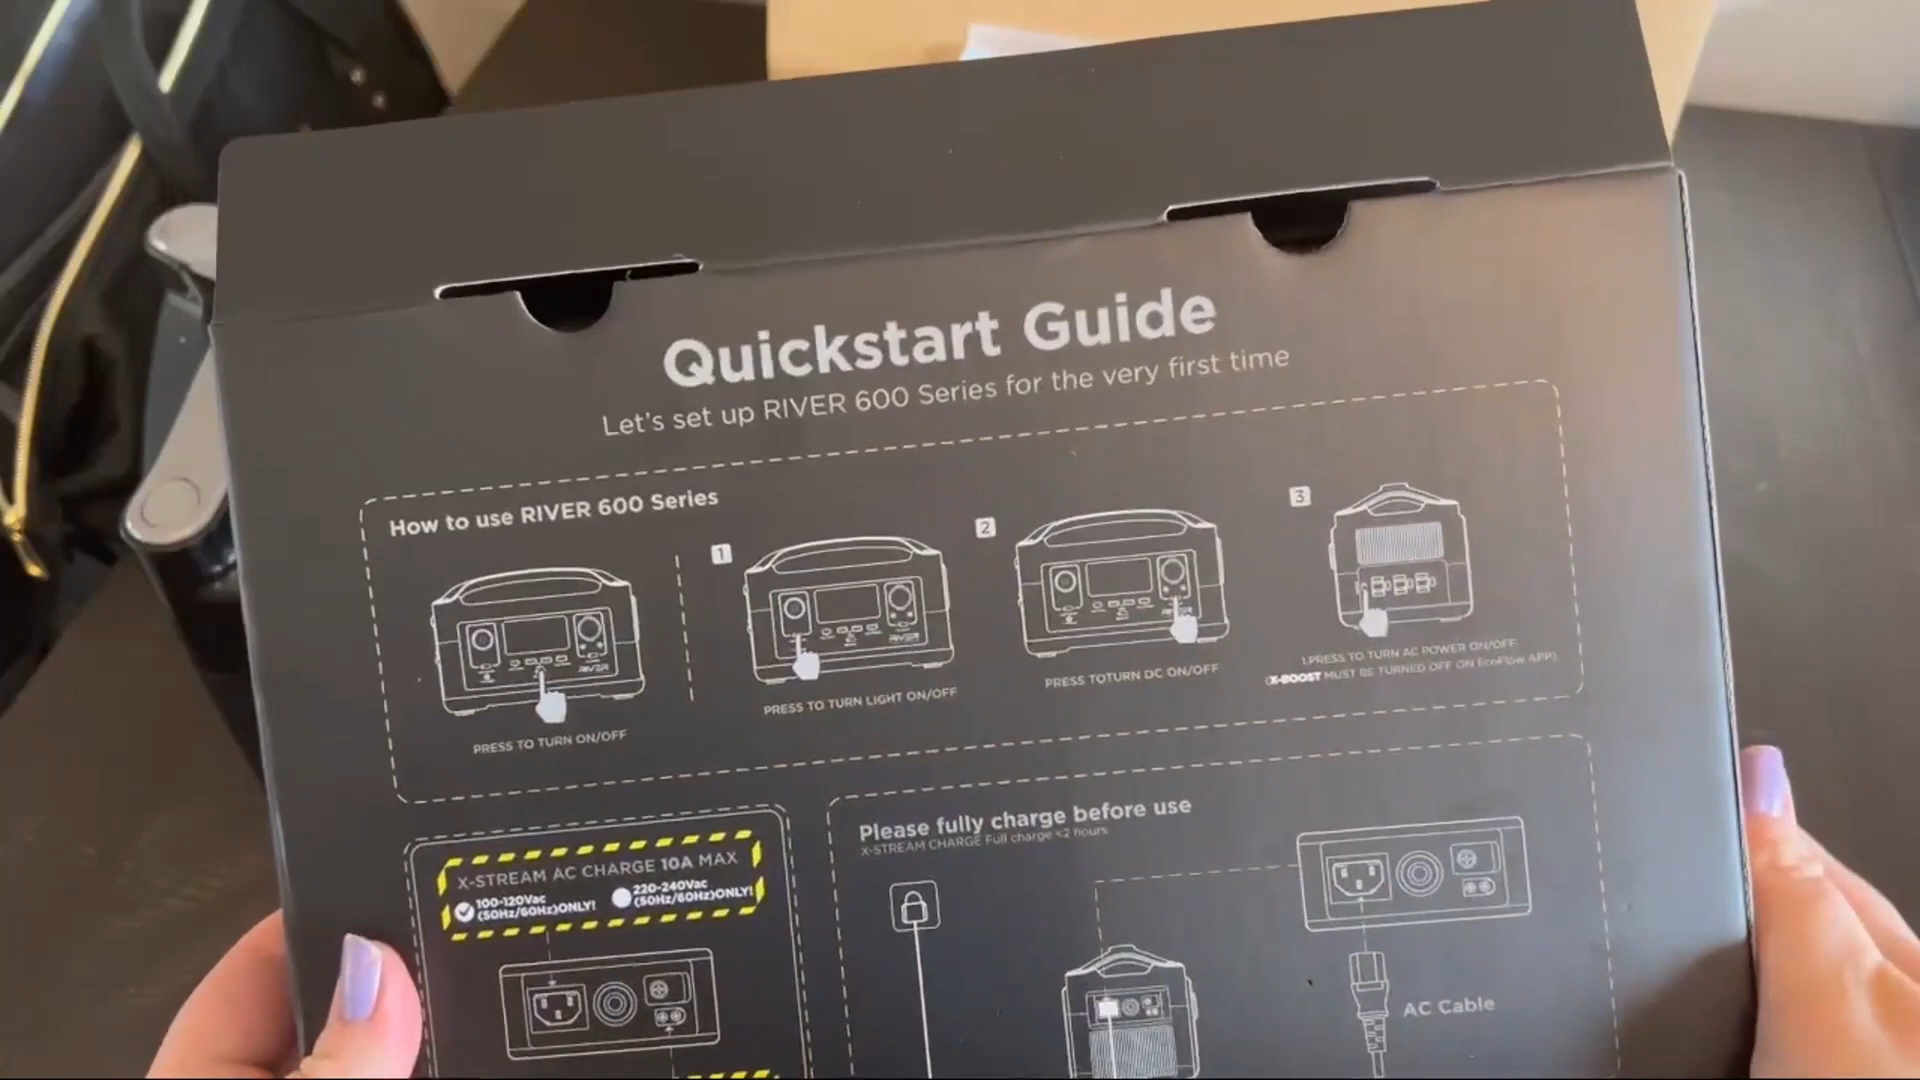 Quickstart Guide
Let's set up RIVER 600 Series for the very first time
How to use RIVER 600 Series
PRESS TO TURN ON/OFF
1
RIVER
PRESS TO TURN LIGHT ON/OFF
2
PRESS TOTURN DC ON/OFF
3
1.PRESS TO TURN AC POWER ON/OFF
(X-BOOST MUST BE TURNED OFF ON EcoFlow APP)
X-STREAM AC CHARGE 10A MAX
100-120Vac
(50Hz/60Hz)ONLY!
220-240Vac
(50Hz/60Hz)ONLY!
Please fully charge before use
X-STREAM CHARGE Full charge <2 hours
AC Cable